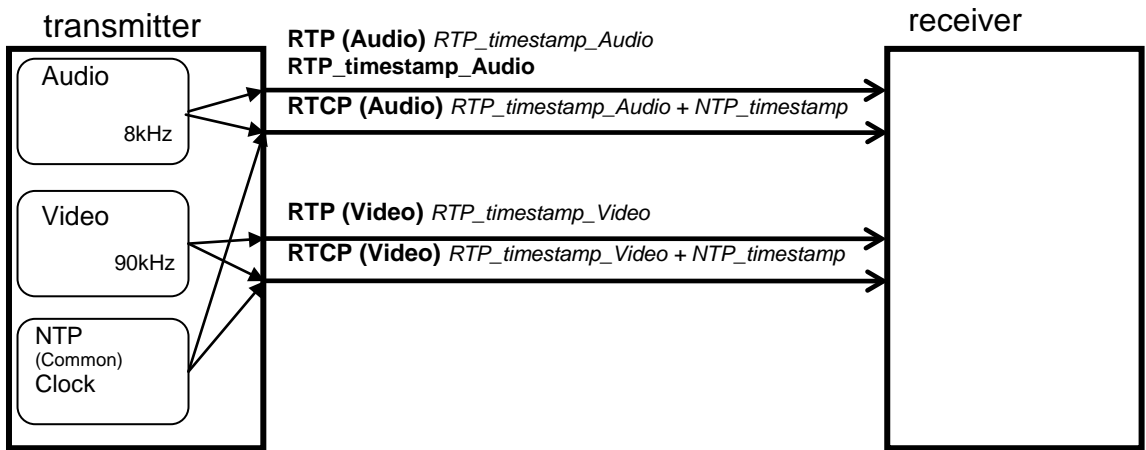 transmitter
receiver
Audio
8kHz
RTP (Audio) RTP_timestamp_Audio
RTP_timestamp_Audio
RTCP (Audio) RTP_timestamp_Audio + NTP_timestamp
Video
90kHz
RTP (Video) RTP_timestamp_Video
RTCP (Video) RTP_timestamp_Video + NTP_timestamp
NTP
(Common)
Clock